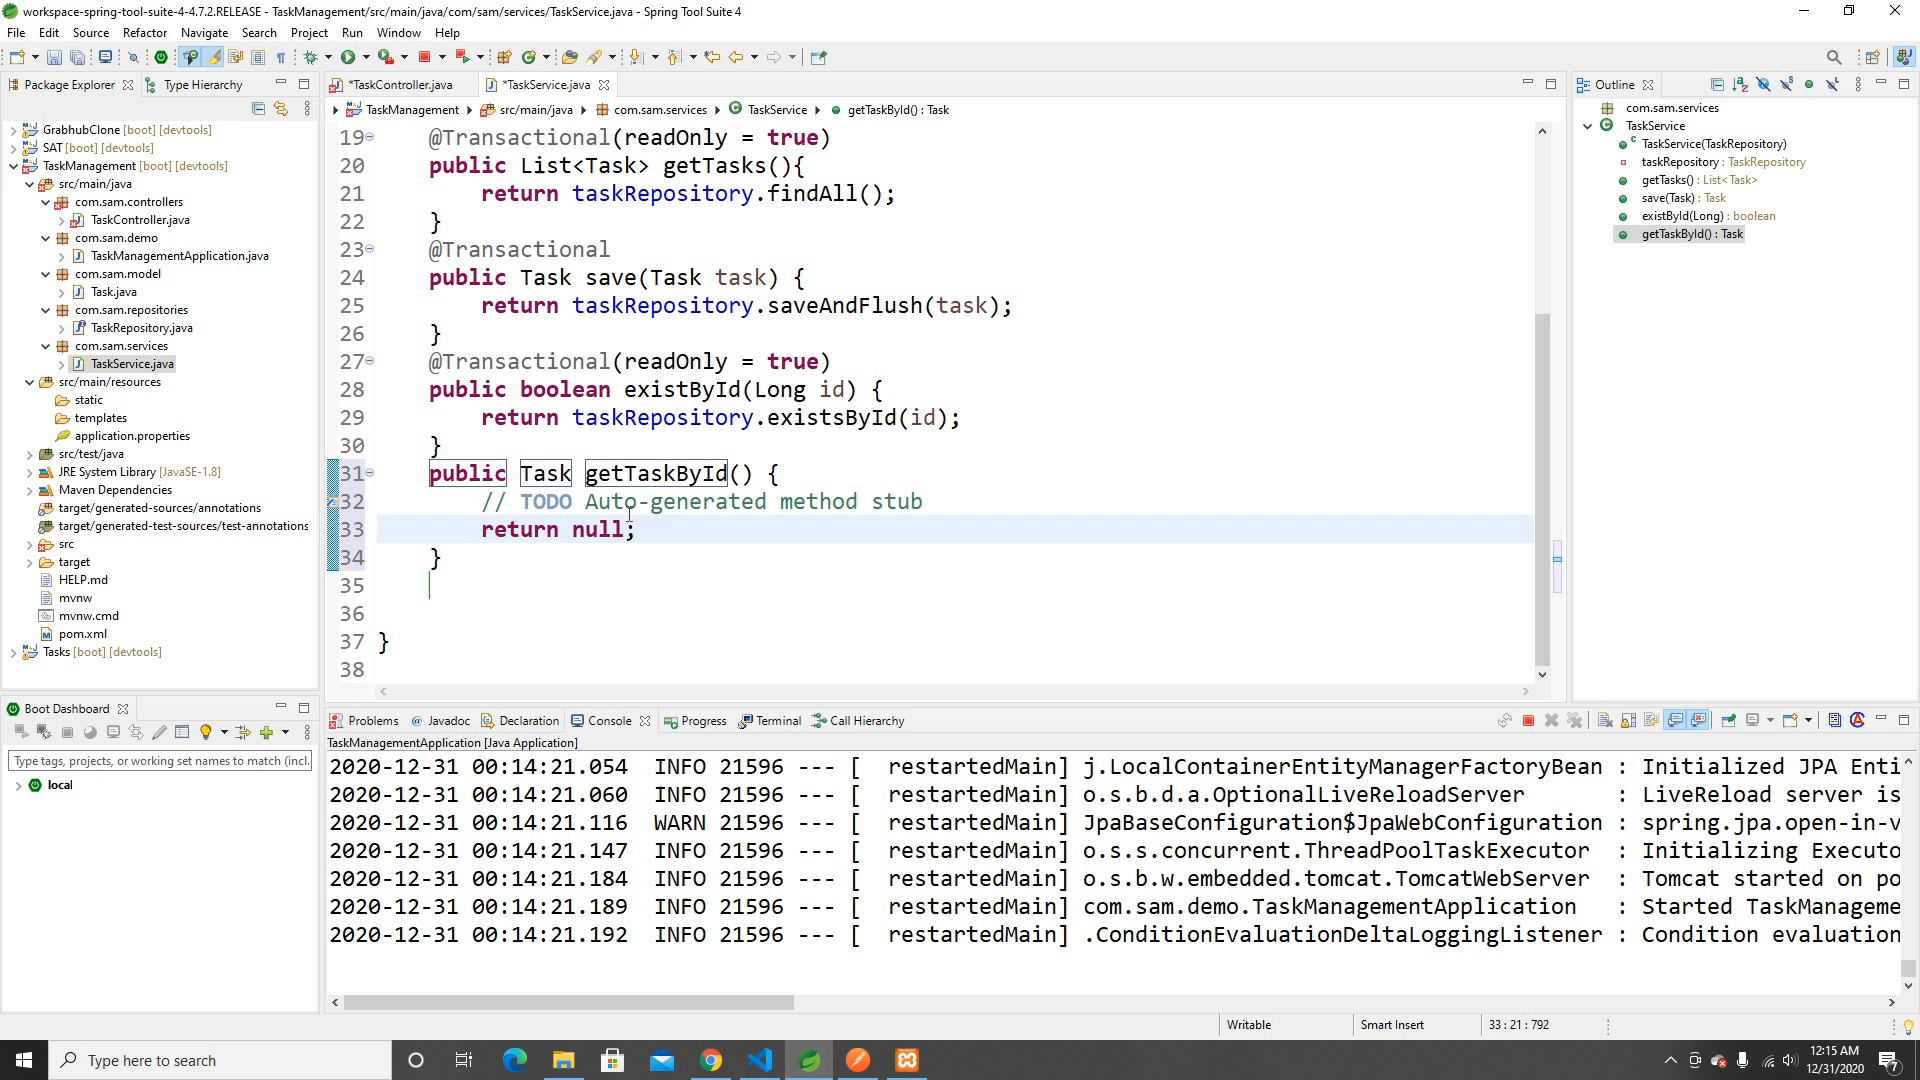 workspace-spring-tool-suite-4-4.7.2.RELEASE - TaskManagement/src/main/java/com/sam/services/TaskService.java - Spring Tool Suite 4
File Edit Source Refactor Navigate Search Project Run Window Help
Package Explorer
Type Hierarchy
GrabhubClone [boot] [devtools]
SAT [boot] [devtools]
TaskManagement [boot] [devtools]
src/main/java
com.sam.controllers
TaskController.java
com.sam.demo
TaskManagementApplication.java
com.sam.model
Task.java
com.sam.repositories
TaskRepository.java
com.sam.services
TaskService.java
src/main/resources
static
templates
application.properties
src/test/java
JRE System Library [JavaSE-1.8]
Maven Dependencies
target/generated-sources/annotations
target/generated-test-sources/test-annotations
src
target
HELP.md
mvnw
mvnw.cmd
pom.xml
Tasks [boot] [devtools]
*TaskController.java
*TaskService.java
TaskManagement src/main/java com.sam.services TaskService getTaskById() : Task
19 @Transactional(readOnly = true)
20 public List<Task> getTasks(){
21 return taskRepository.findAll();
22 }
23 @Transactional
24 public Task save(Task task) {
25 return taskRepository.saveAndFlush(task);
26 }
27 @Transactional(readOnly = true)
28 public boolean existById(Long id) {
29 return taskRepository.existsById(id);
30 }
31 public Task getTaskById() {
32 // TODO Auto-generated method stub
33 return null;
34 }
35
36
37 }
38
Outline
com.sam.services
TaskService
TaskService(TaskRepository)
taskRepository : TaskRepository
getTasks() : List<Task>
save(Task) : Task
existById(Long) : boolean
getTaskById() : Task
Boot Dashboard
Type tags, projects, or working set names to match (incl.
local
Problems Javadoc Declaration Console Progress Terminal Call Hierarchy
TaskManagementApplication [Java Application]
2020-12-31 00:14:21.054 INFO 21596 --- [ restartedMain] j.LocalContainerEntityManagerFactoryBean : Initialized JPA Enti
2020-12-31 00:14:21.060 INFO 21596 --- [ restartedMain] o.s.b.d.a.OptionalLiveReloadServer : LiveReload server is
2020-12-31 00:14:21.116 WARN 21596 --- [ restartedMain] JpaBaseConfiguration$JpaWebConfiguration : spring.jpa.open-in-v
2020-12-31 00:14:21.147 INFO 21596 --- [ restartedMain] o.s.s.concurrent.ThreadPoolTaskExecutor : Initializing Executo
2020-12-31 00:14:21.184 INFO 21596 --- [ restartedMain] o.s.b.w.embedded.tomcat.TomcatWebServer : Tomcat started on po
2020-12-31 00:14:21.189 INFO 21596 --- [ restartedMain] com.sam.demo.TaskManagementApplication : Started TaskManageme
2020-12-31 00:14:21.192 INFO 21596 --- [ restartedMain] .ConditionEvaluationDeltaLoggingListener : Condition evaluation
Writable
Smart Insert
33 : 21 : 792
Type here to search
12:15 AM
12/31/2020
7